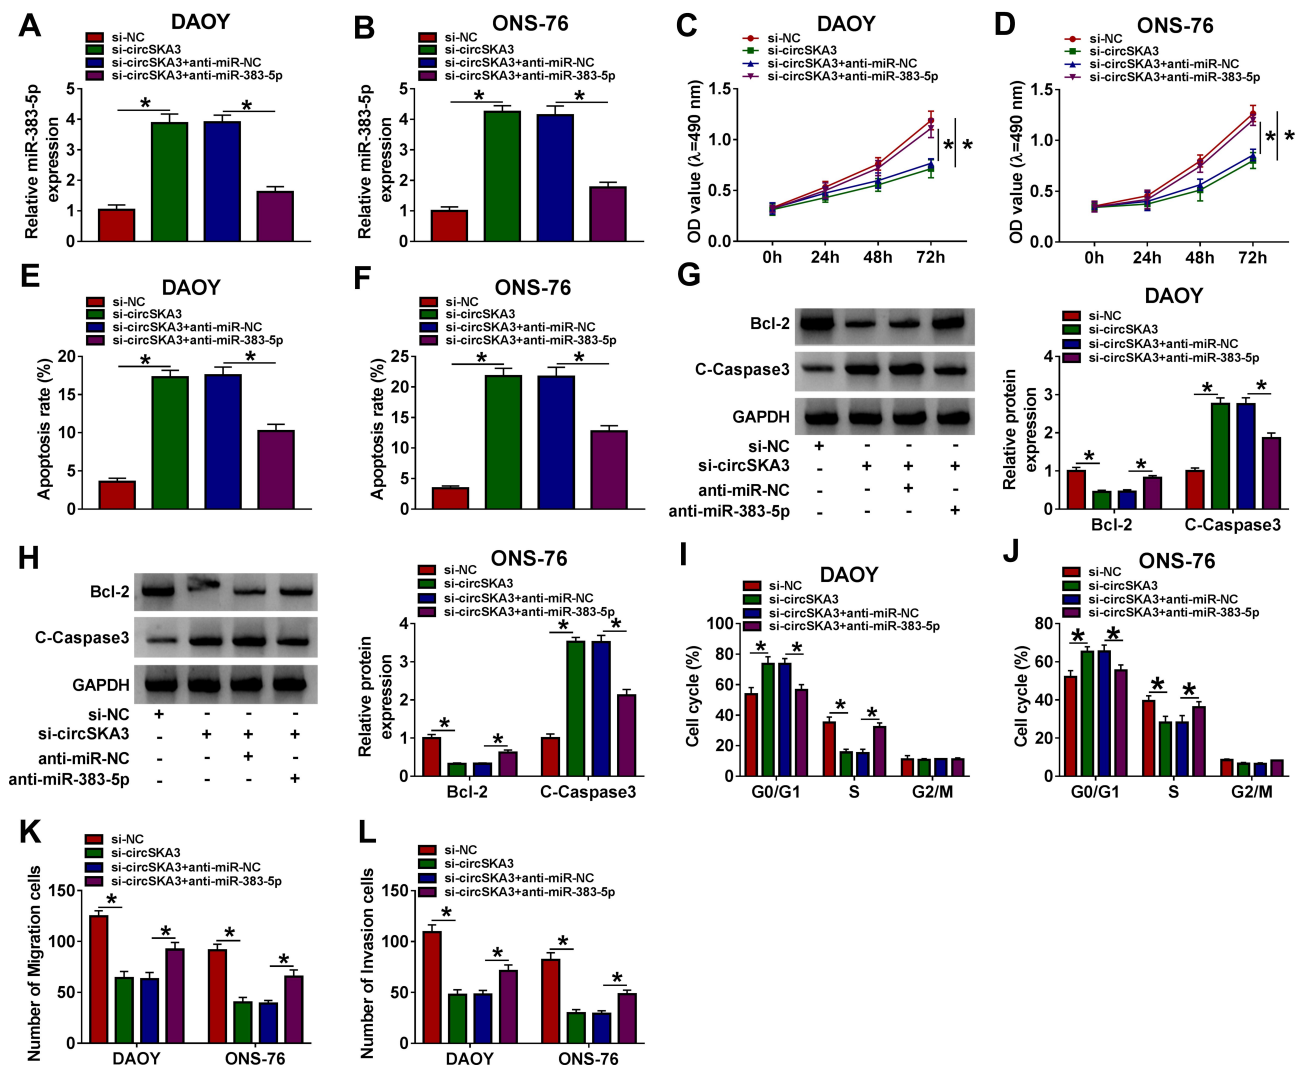 A
DAOY
si-NC
si-circSKA3
si-circSKA3+anti-miR-NC
si-circSKA3+anti-miR-383-5p
Relative miR-383-5p
expression
5
4
3
2
1
0
*
*
B
ONS-76
si-NC
si-circSKA3
si-circSKA3+anti-miR-NC
si-circSKA3+anti-miR-383-5p
Relative miR-383-5p
expression
5
4
3
2
1
0
*
*
C
DAOY
si-NC
si-circSKA3
si-circSKA3+anti-miR-NC
si-circSKA3+anti-miR-383-5p
OD value (λ=490 nm)
1.5
1.0
0.5
0.0
0h 24h 48h 72h
* *
D
ONS-76
si-NC
si-circSKA3
si-circSKA3+anti-miR-NC
si-circSKA3+anti-miR-383-5p
OD value (λ=490 nm)
1.5
1.0
0.5
0.0
0h 24h 48h 72h
* *
E
DAOY
si-NC
si-circSKA3
si-circSKA3+anti-miR-NC
si-circSKA3+anti-miR-383-5p
Apoptosis rate (%)
20
15
10
5
0
*
*
F
ONS-76
si-NC
si-circSKA3
si-circSKA3+anti-miR-NC
si-circSKA3+anti-miR-383-5p
Apoptosis rate (%)
25
20
15
10
5
0
*
*
G
Bcl-2
C-Caspase3
GAPDH
si-NC + - - -
si-circSKA3 - + + +
anti-miR-NC - - + -
anti-miR-383-5p - - - +
DAOY
si-NC
si-circSKA3
si-circSKA3+anti-miR-NC
si-circSKA3+anti-miR-383-5p
Relative protein
expression
4
3
2
1
0
* * * *
Bcl-2 C-Caspase3
H
Bcl-2
C-Caspase3
GAPDH
si-NC + - - -
si-circSKA3 - + + +
anti-miR-NC - - + -
anti-miR-383-5p - - - +
ONS-76
si-NC
si-circSKA3
si-circSKA3+anti-miR-NC
si-circSKA3+anti-miR-383-5p
Relative protein
expression
4
3
2
1
0
* * * *
Bcl-2 C-Caspase3
I
DAOY
si-NC
si-circSKA3
si-circSKA3+anti-miR-NC
si-circSKA3+anti-miR-383-5p
Cell cycle (%)
100
80
60
40
20
0
* * * *
G0/G1 S G2/M
J
ONS-76
si-NC
si-circSKA3
si-circSKA3+anti-miR-NC
si-circSKA3+anti-miR-383-5p
Cell cycle (%)
80
60
40
20
0
* * * *
G0/G1 S G2/M
K
si-NC
si-circSKA3
si-circSKA3+anti-miR-NC
si-circSKA3+anti-miR-383-5p
Number of Migration cells
150
100
50
0
* * * *
DAOY ONS-76
L
si-NC
si-circSKA3
si-circSKA3+anti-miR-NC
si-circSKA3+anti-miR-383-5p
Number of Invasion cells
150
100
50
0
* * * *
DAOY ONS-76